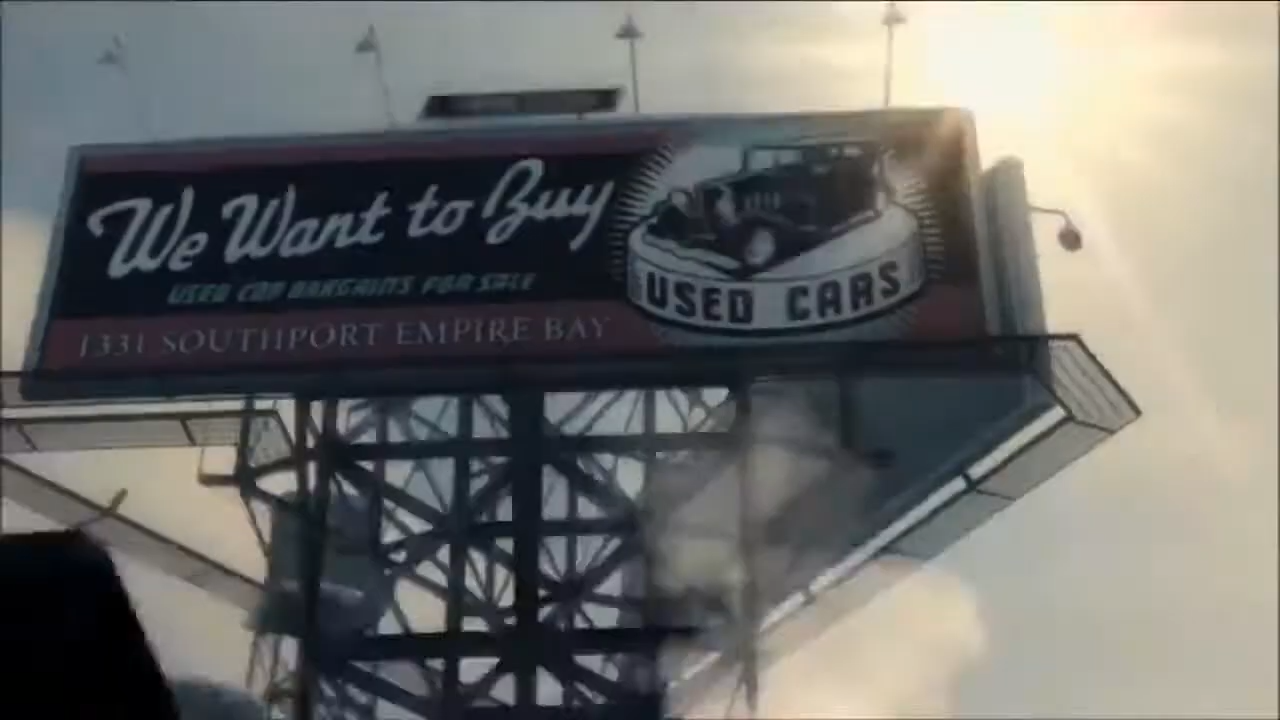 We Want to Buy
USED CAR BARGAINS FOR SALE
1331 SOUTHPORT EMPIRE BAY
USED CARS